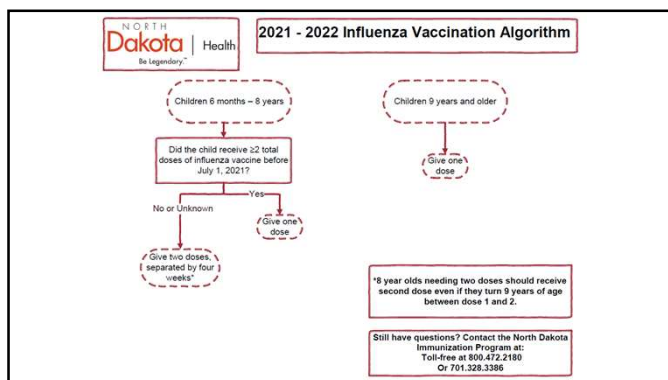 NORTH
Dakota | Health
Be Legendary.™
2021 - 2022 Influenza Vaccination Algorithm
Children 6 months – 8 years
Children 9 years and older
Did the child receive ≥2 total
doses of influenza vaccine before
July 1, 2021?
Give one
dose
No or Unknown
Yes
Give one
dose
Give two doses,
separated by four
weeks*
*8 year olds needing two doses should receive
second dose even if they turn 9 years of age
between dose 1 and 2.
Still have questions? Contact the North Dakota
Immunization Program at:
Toll-free at 800.472.2180
Or 701.328.3386